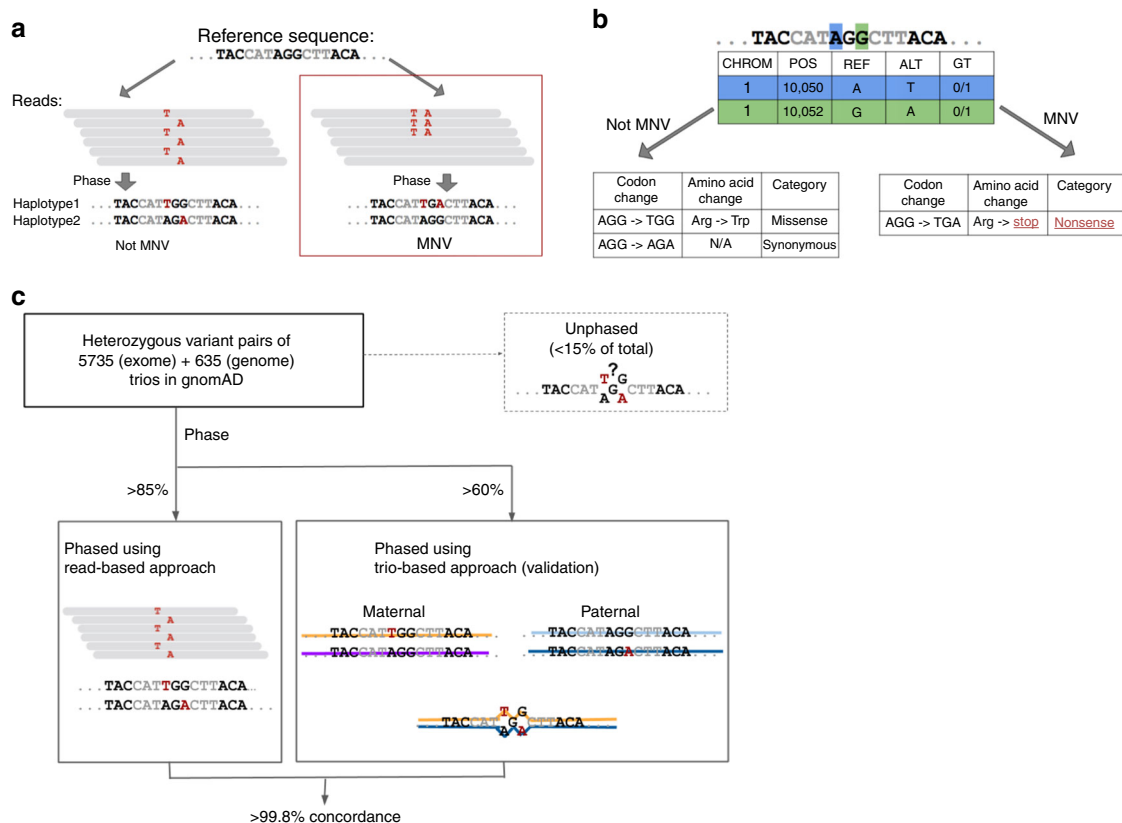 a
Reference sequence:
...TACCATAGGCTTACA...
Reads:
T
A
T
A
T
A
T A
T A
T A
Phase
Phase
Haplotype1 ...TACCATTGGCTTACA... ...TACCATTGACTTACA...
Haplotype2 ...TACCATAGACTTACA... ...TACCATAGGCTTACA...
Not MNV
MNV
b
...TACCATAGGCTTACA...
CHROM POS REF ALT GT
1 10,050 A T 0/1
1 10,052 G A 0/1
Not MNV
MNV
Codon change Amino acid change Category
AGG -> TGG Arg -> Trp Missense
AGG -> AGA N/A Synonymous
Codon change Amino acid change Category
AGG -> TGA Arg -> stop Nonsense
c
Heterozygous variant pairs of
5735 (exome) + 635 (genome)
trios in gnomAD
Unphased
(<15% of total)
?
T G
...TACCAT G CTTACA...
A A
Phase
>85%
>60%
Phased using
read-based approach
T
A
T
A
T
A
...TACCATTGGCTTACA...
...TACCATAGACTTACA...
Phased using
trio-based approach (validation)
Maternal
Paternal
...TACCATTGGCTTACA...
...TACCATAGGCTTACA...
...TACCATAGGCTTACA...
...TACCATAGACTTACA...
T G
...TACCAT G CTTACA...
A A
>99.8% concordance